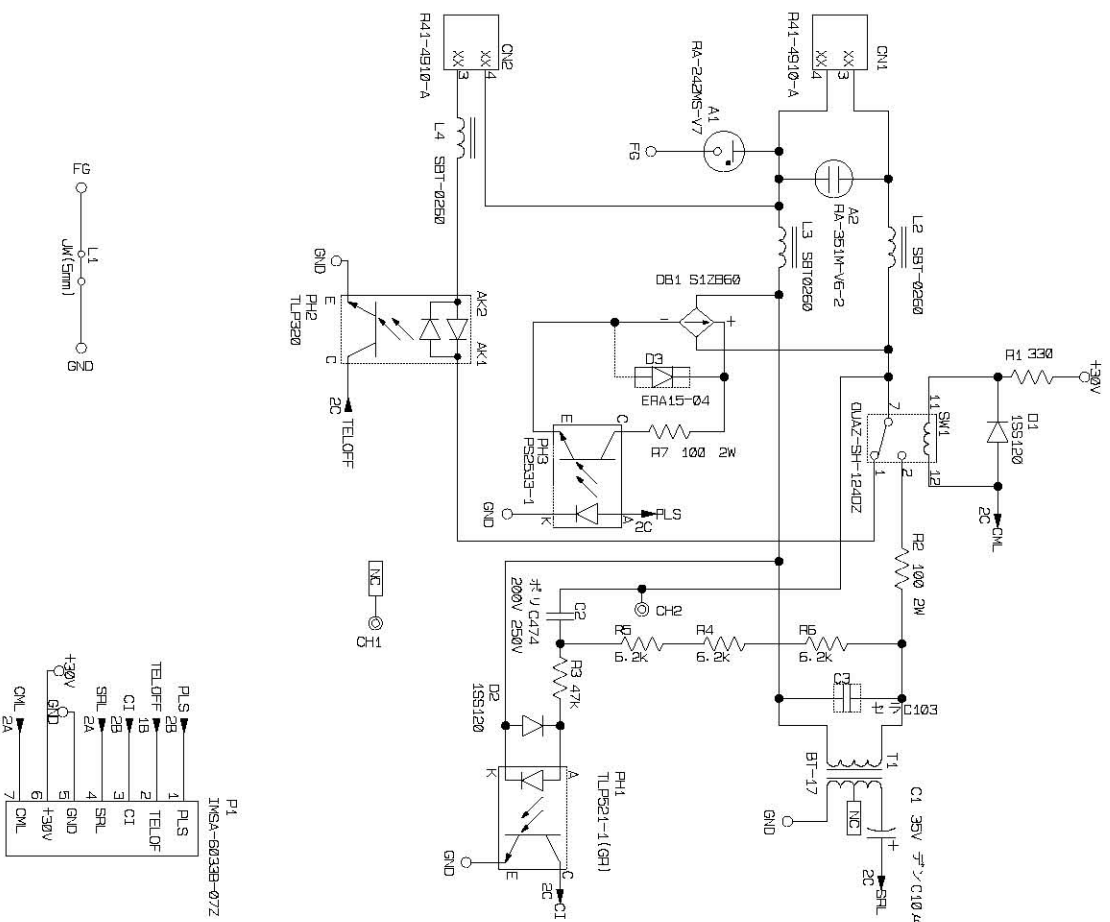 CN1
R41-4910-A
XX 3
XX 4
CN2
R41-4910-A
XX 4
XX 3
A1
RA-242MS-V7
FG
A2
RA-351M-V6-2
L4 SBT-0260
L2 SBT-0260
L3 SBT0260
DB1 S1ZB60
-
+
D3
ERA15-04
R7 100 2W
R1 330
+30V
D1
1SS120
SW1
11
12
7
2
1
QUAZ-SH-124DZ
CML
2C
GND
E
C
AK2
AK1
PH2
TLP320
TELOFF
2C
E
C
PH3
PS2533-1
K
A
GND
PLS
2C
R2 100 2W
FG
L1
JW(5mm)
GND
NC
CH1
C2
ポリC474
200V 250V
CH2
R5
6.2K
R4
6.2K
R6
6.2K
R3 47K
D2
1SS120
C3
セラC103
T1
BT-17
GND
NC
C1 35V デンC10μ
+
SRL
2C
PH1
TLP521-1(GR)
K
A
E
C
GND
CI
2C
P1
IMSA-6033B-07Z
PLS 2B 1 PLS
TELOFF 1B 2 TELOF
CI 2B 3 CI
SRL 2A 4 SRL
GND 5 GND
+30V 6 +30V
CML 2A 7 CML